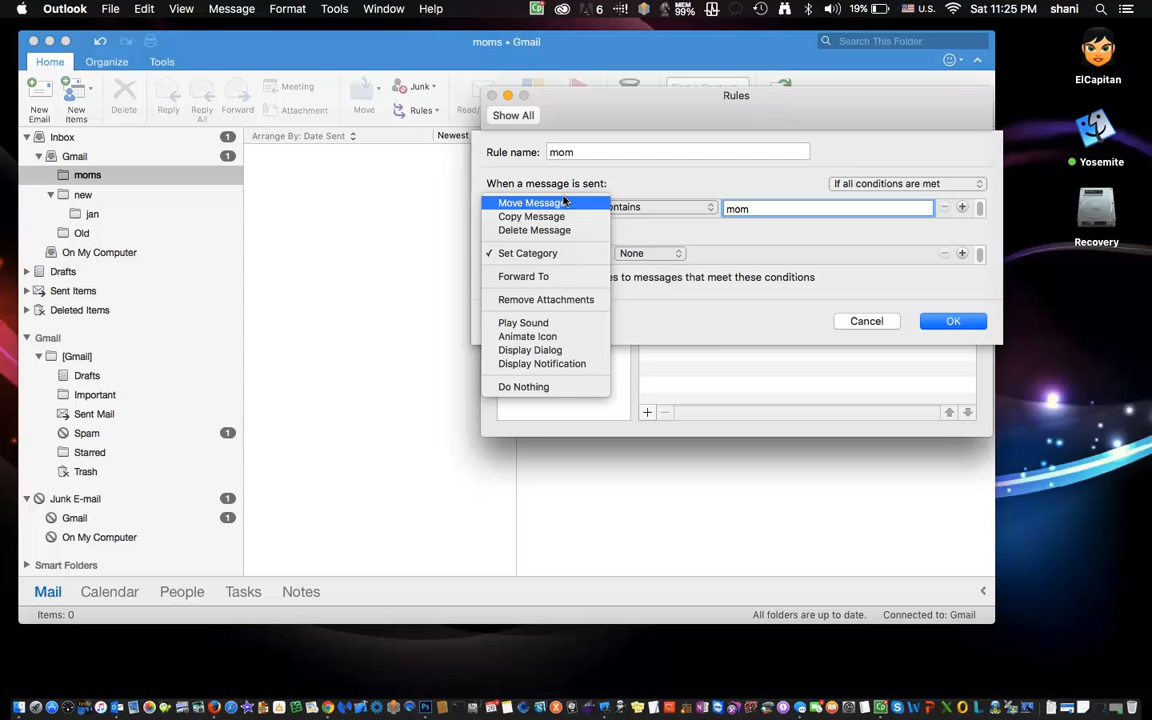 Outlook File Edit View Message Format Tools Window Help 6 MEM 99% 19% U.S. Sat 11:25 PM shani
moms • Gmail
Search This Folder
Home Organize Tools
New Email
New Items
Delete
Reply
Reply All
Forward
Meeting
Attachment
Move
Junk
Rules
Arrange By: Date Sent Newest
Inbox 1
Gmail 1
moms
new
jan
Old
On My Computer
Drafts
Sent Items
Deleted Items
Gmail
[Gmail]
Drafts
Important
Sent Mail
Spam 1
Starred
Trash
Junk E-mail 1
Gmail 1
On My Computer
Smart Folders
Rules
Show All
Rule name: mom
When a message is sent: If all conditions are met
ontains mom
Move Message
Copy Message
Delete Message
✓ Set Category None
Forward To
es to messages that meet these conditions
Remove Attachments
Play Sound
Animate Icon
Display Dialog
Display Notification
Do Nothing
Cancel OK
Mail Calendar People Tasks Notes
Items: 0 All folders are up to date. Connected to: Gmail
ElCapitan
Yosemite
Recovery